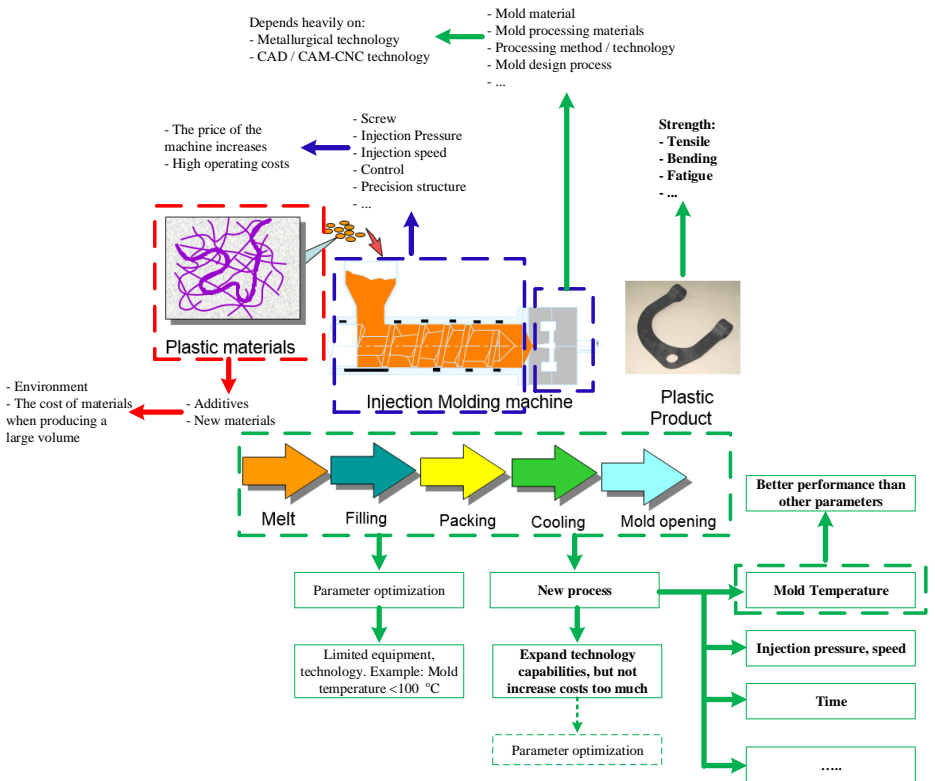 Depends heavily on:
- Metallurgical technology
- CAD / CAM-CNC technology
- Mold material
- Mold processing materials
- Processing method / technology
- Mold design process
- ...
- The price of the
machine increases
- High operating costs
- Screw
- Injection Pressure
- Injection speed
- Control
- Precision structure
- ...
Strength:
- Tensile
- Bending
- Fatigue
- ...
Plastic materials
Injection Molding machine
Plastic
Product
- Environment
- The cost of materials
when producing a
large volume
- Additives
- New materials
Melt
Filling
Packing
Cooling
Mold opening
Better performance than
other parameters
Parameter optimization
New process
Mold Temperature
Limited equipment,
technology. Example: Mold
temperature <100 °C
Expand technology
capabilities, but not
increase costs too much
Injection pressure, speed
Time
Parameter optimization
.....